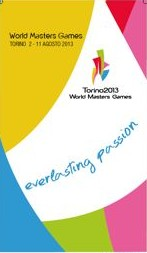 World Masters Games
TORINO 2 - 11 AGOSTO 2013
Torino2013
World Masters Games
everlasting passion